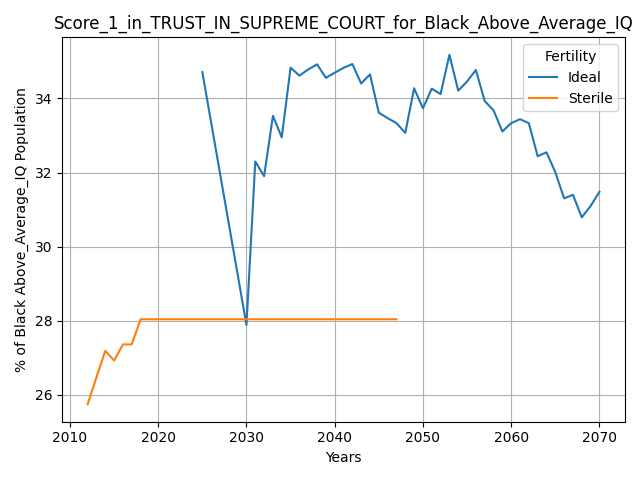 Score_1_in_TRUST_IN_SUPREME_COURT_for_Black_Above_Average_IQ
Fertility
Ideal
Sterile
% of Black Above_Average_IQ Population
34
32
30
28
26
2010
2020
2030
2040
2050
2060
2070
Years